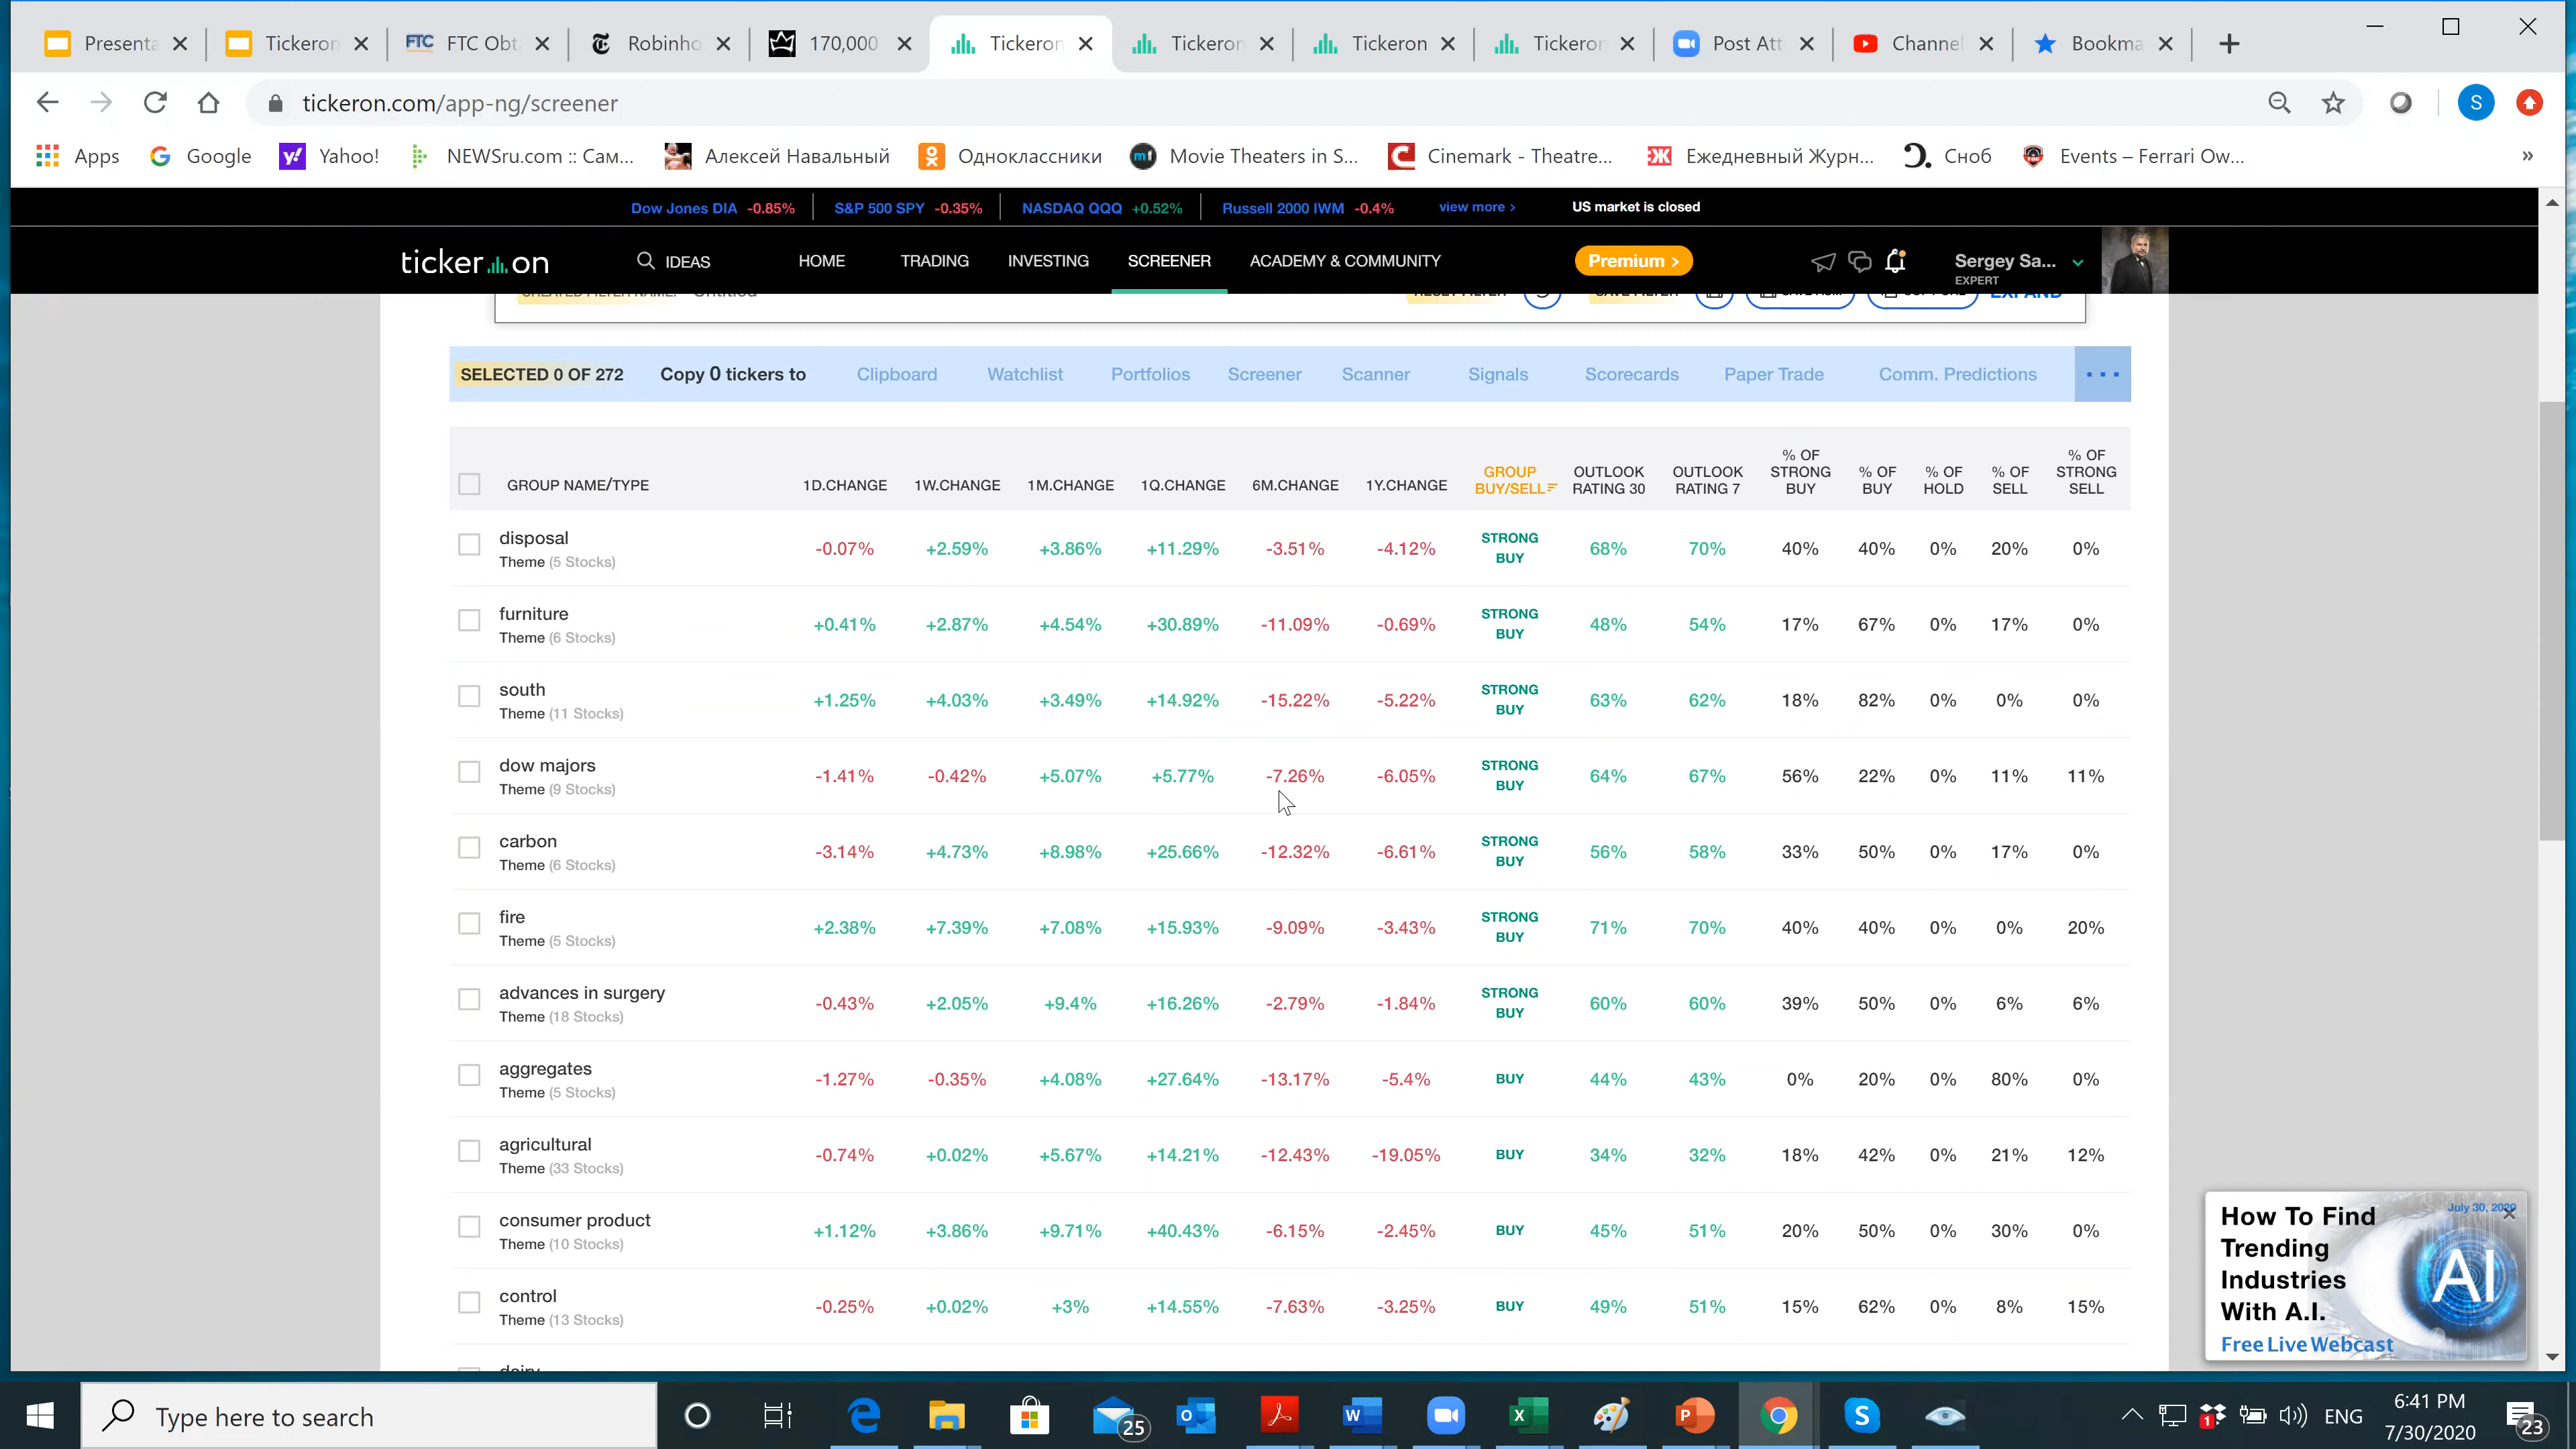 Presenta
Tickeron
FTC FTC Obt
Robinho
170,000
Tickeron
Tickeron
Tickeron
Tickeron
Post Att
Channel
Bookma
tickeron.com/app-ng/screener
S
Apps
Google
Yahoo!
NEWSru.com :: Сам...
Алексей Навальный
Одноклассники
Movie Theaters in S...
Cinemark - Theatre...
Ежедневный Журн...
Сноб
Events – Ferrari Ow...
»
Dow Jones DIA -0.85%
S&P 500 SPY -0.35%
NASDAQ QQQ +0.52%
Russell 2000 IWM -0.4%
view more >
US market is closed
tickeron
IDEAS
HOME
TRADING
INVESTING
SCREENER
ACADEMY & COMMUNITY
Premium >
Sergey Sa...
EXPERT
EXPAND
SELECTED 0 OF 272
Copy 0 tickers to
Clipboard
Watchlist
Portfolios
Screener
Scanner
Signals
Scorecards
Paper Trade
Comm. Predictions
...
GROUP NAME/TYPE 1D.CHANGE 1W.CHANGE 1M.CHANGE 1Q.CHANGE 6M.CHANGE 1Y.CHANGE GROUP BUY/SELL OUTLOOK RATING 30 OUTLOOK RATING 7 % OF STRONG BUY % OF BUY % OF HOLD % OF SELL % OF STRONG SELL
disposal
Theme (5 Stocks)
-0.07% +2.59% +3.86% +11.29% -3.51% -4.12% STRONG BUY 68% 70% 40% 40% 0% 20% 0%
furniture
Theme (6 Stocks)
+0.41% +2.87% +4.54% +30.89% -11.09% -0.69% STRONG BUY 48% 54% 17% 67% 0% 17% 0%
south
Theme (11 Stocks)
+1.25% +4.03% +3.49% +14.92% -15.22% -5.22% STRONG BUY 63% 62% 18% 82% 0% 0% 0%
dow majors
Theme (9 Stocks)
-1.41% -0.42% +5.07% +5.77% -7.26% -6.05% STRONG BUY 64% 67% 56% 22% 0% 11% 11%
carbon
Theme (6 Stocks)
-3.14% +4.73% +8.98% +25.66% -12.32% -6.61% STRONG BUY 56% 58% 33% 50% 0% 17% 0%
fire
Theme (5 Stocks)
+2.38% +7.39% +7.08% +15.93% -9.09% -3.43% STRONG BUY 71% 70% 40% 40% 0% 0% 20%
advances in surgery
Theme (18 Stocks)
-0.43% +2.05% +9.4% +16.26% -2.79% -1.84% STRONG BUY 60% 60% 39% 50% 0% 6% 6%
aggregates
Theme (5 Stocks)
-1.27% -0.35% +4.08% +27.64% -13.17% -5.4% BUY 44% 43% 0% 20% 0% 80% 0%
agricultural
Theme (33 Stocks)
-0.74% +0.02% +5.67% +14.21% -12.43% -19.05% BUY 34% 32% 18% 42% 0% 21% 12%
consumer product
Theme (10 Stocks)
+1.12% +3.86% +9.71% +40.43% -6.15% -2.45% BUY 45% 51% 20% 50% 0% 30% 0%
control
Theme (13 Stocks)
-0.25% +0.02% +3% +14.55% -7.63% -3.25% BUY 49% 51% 15% 62% 0% 8% 15%
July 30, 2020
How To Find
Trending
Industries
With A.I.
AI
Free Live Webcast
Type here to search
25
1
ENG
6:41 PM
7/30/2020
23